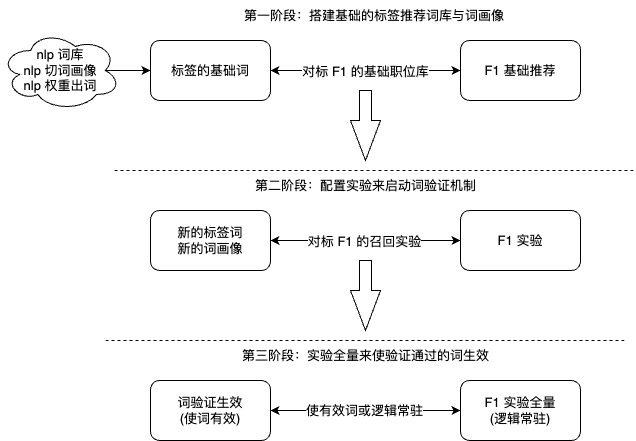 第一阶段：搭建基础的标签推荐词库与词画像
nlp 词库
nlp 切词画像
nlp 权重出词
标签的基础词
对标 F1 的基础职位库
F1 基础推荐
第二阶段：配置实验来启动词验证机制
新的标签词
新的词画像
对标 F1 的召回实验
F1 实验
第三阶段：实验全量来使验证通过的词生效
词验证生效
(使词有效)
使有效词或逻辑常驻
F1 实验全量
(逻辑常驻)